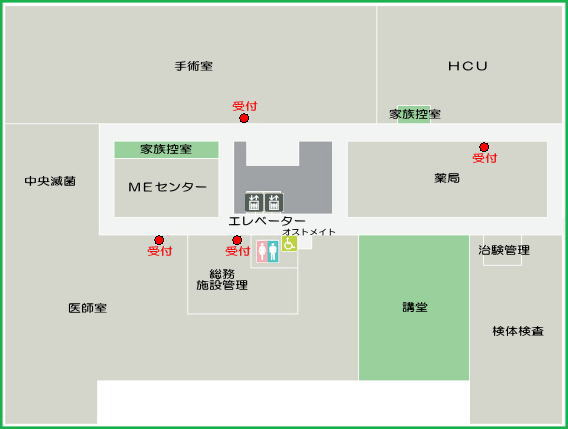 手術室
HCU
受付
家族控室
家族控室
受付
中央滅菌
MEセンター
薬局
エレベーター
オストメイト
受付
受付
治験管理
総務
施設管理
医師室
講堂
検体検査